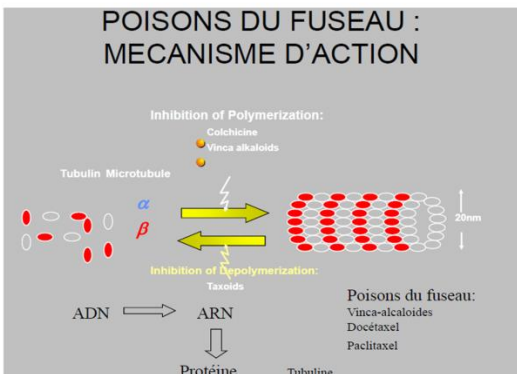 POISONS DU FUSEAU :
MECANISME D'ACTION
Inhibition of Polymerization:
Colchicine
Vinca alkaloids
Tubulin Microtubule
α
β
20nm
Inhibition of Depolymerization:
Taxoids
ADN
ARN
Protéine
Tubuline
Poisons du fuseau:
Vinca-alcaloides
Docétaxel
Paclitaxel